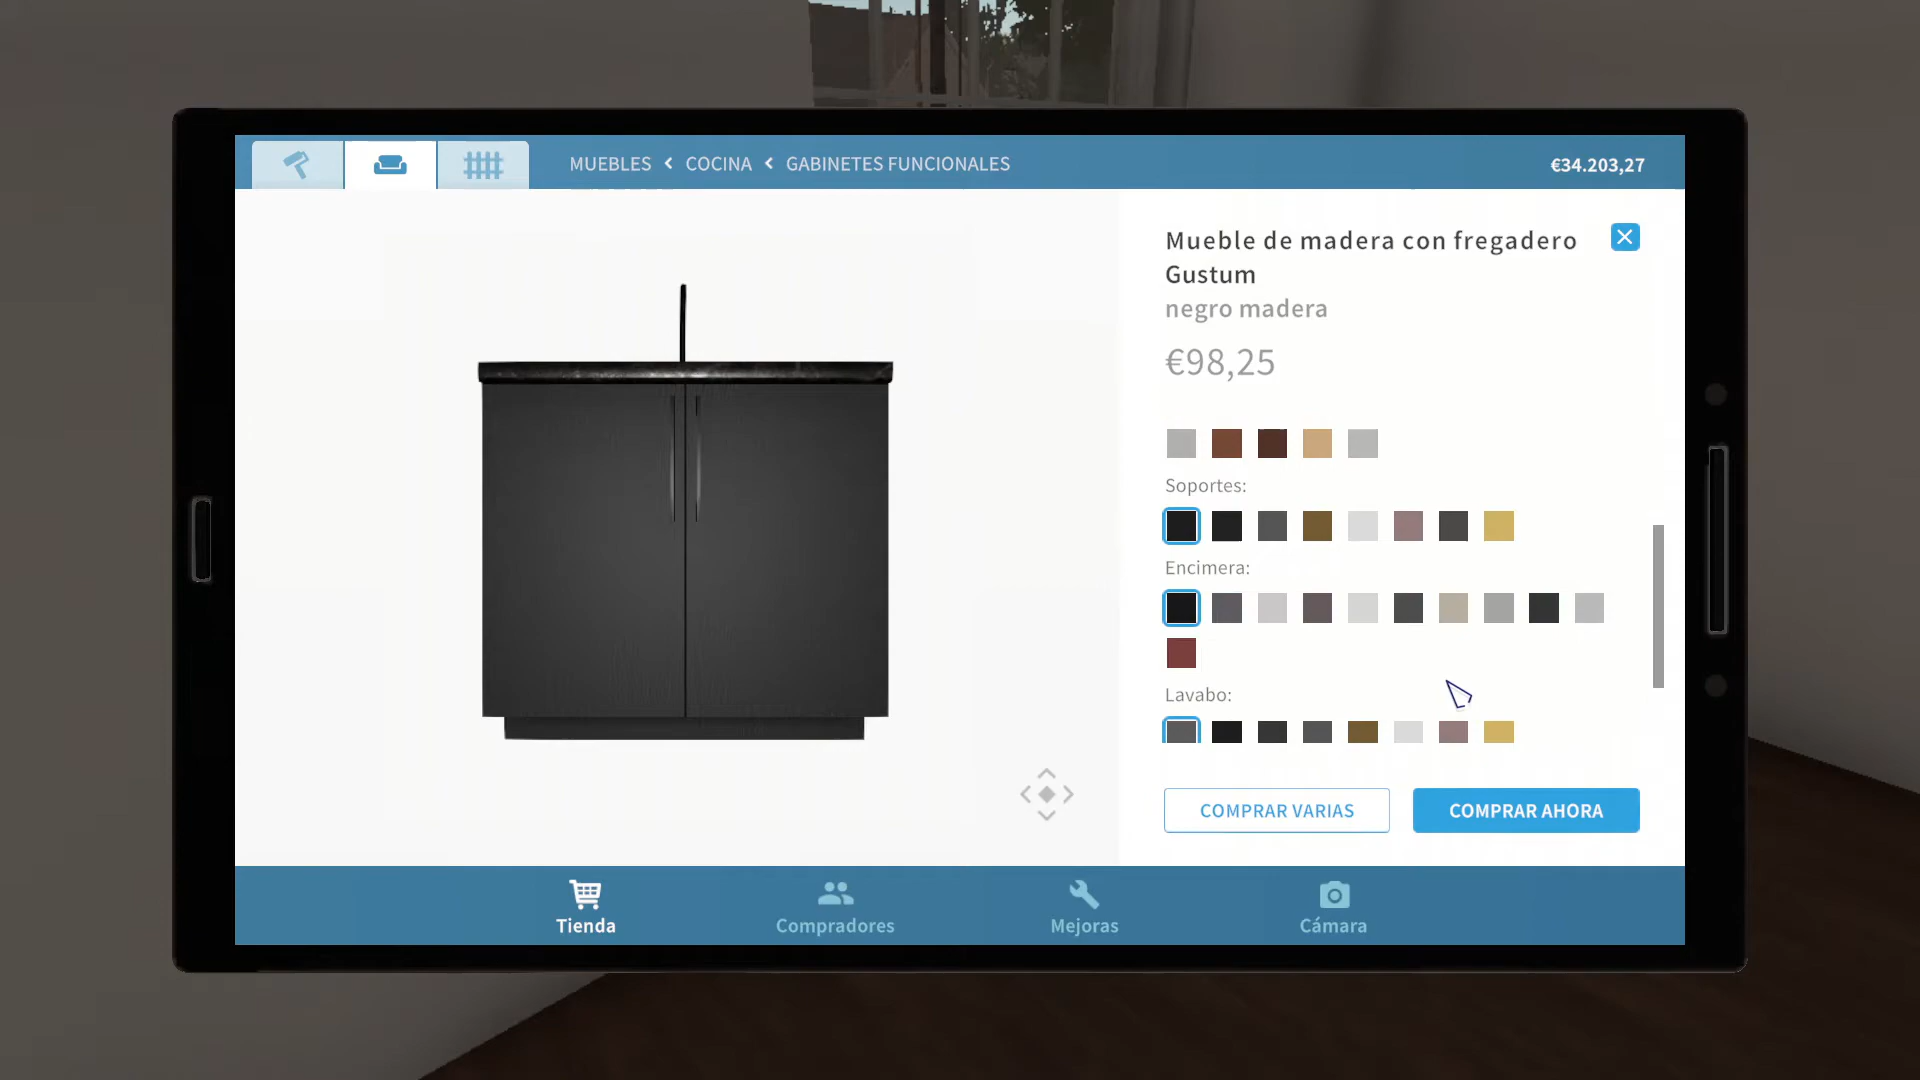 MUEBLES < COCINA < GABINETES FUNCIONALES
€34.203,27
Mueble de madera con fregadero
Gustum
negro madera
€98,25
Soportes:
Encimera:
Lavabo:
COMPRAR VARIAS
COMPRAR AHORA
Tienda
Compradores
Mejoras
Cámara